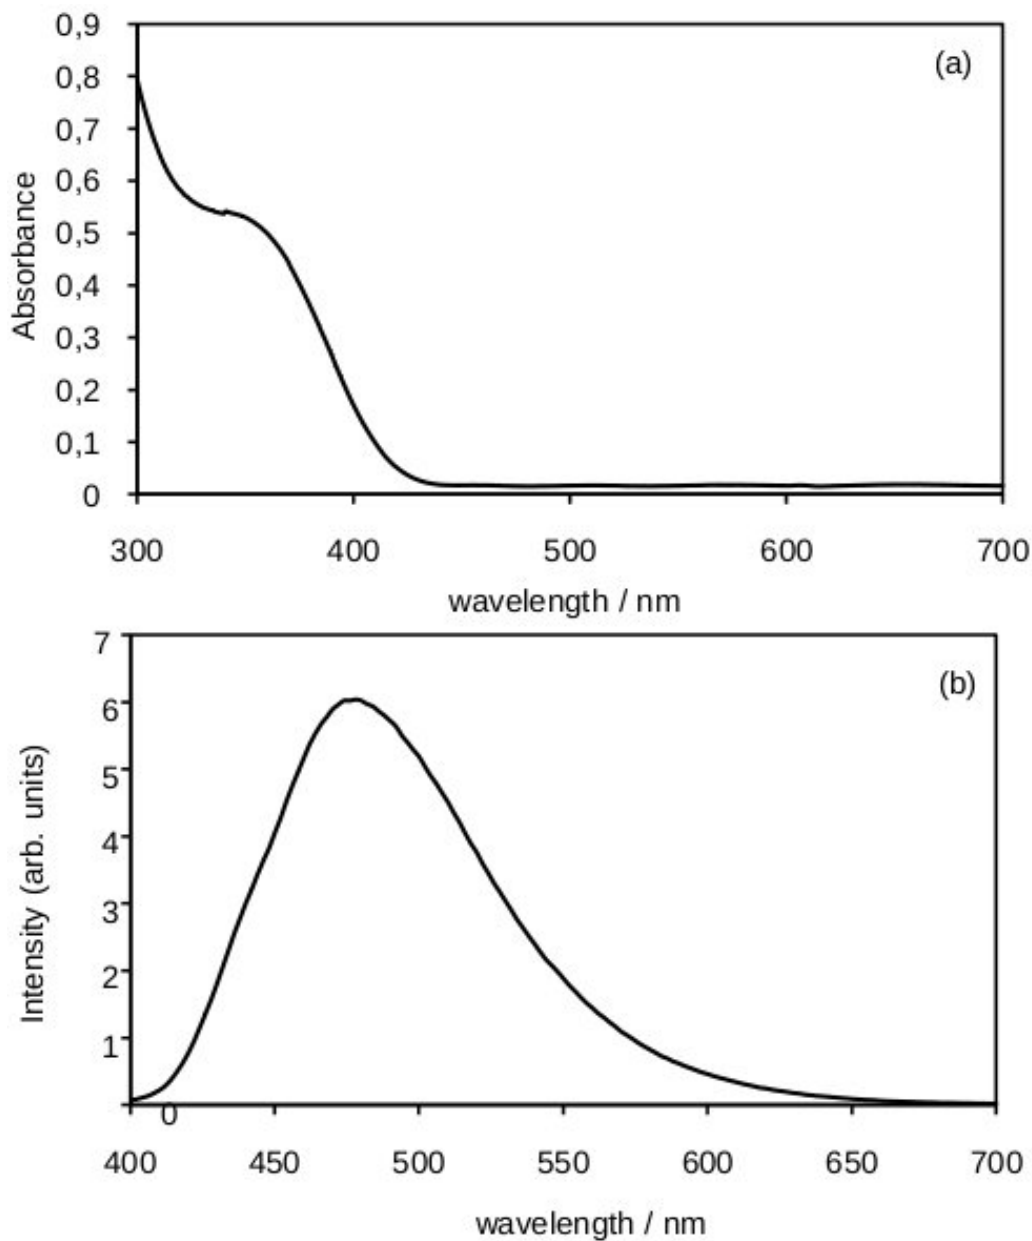 0,9
(a)
0,8
0,7
0,6
0,5
0,4
0,3
0,2
0,1
0
Absorbance
300 400 500 600 700
wavelength / nm
7
(b)
6
5
4
3
2
1
0
Intensity (arb. units)
400 450 500 550 600 650 700
wavelength / nm